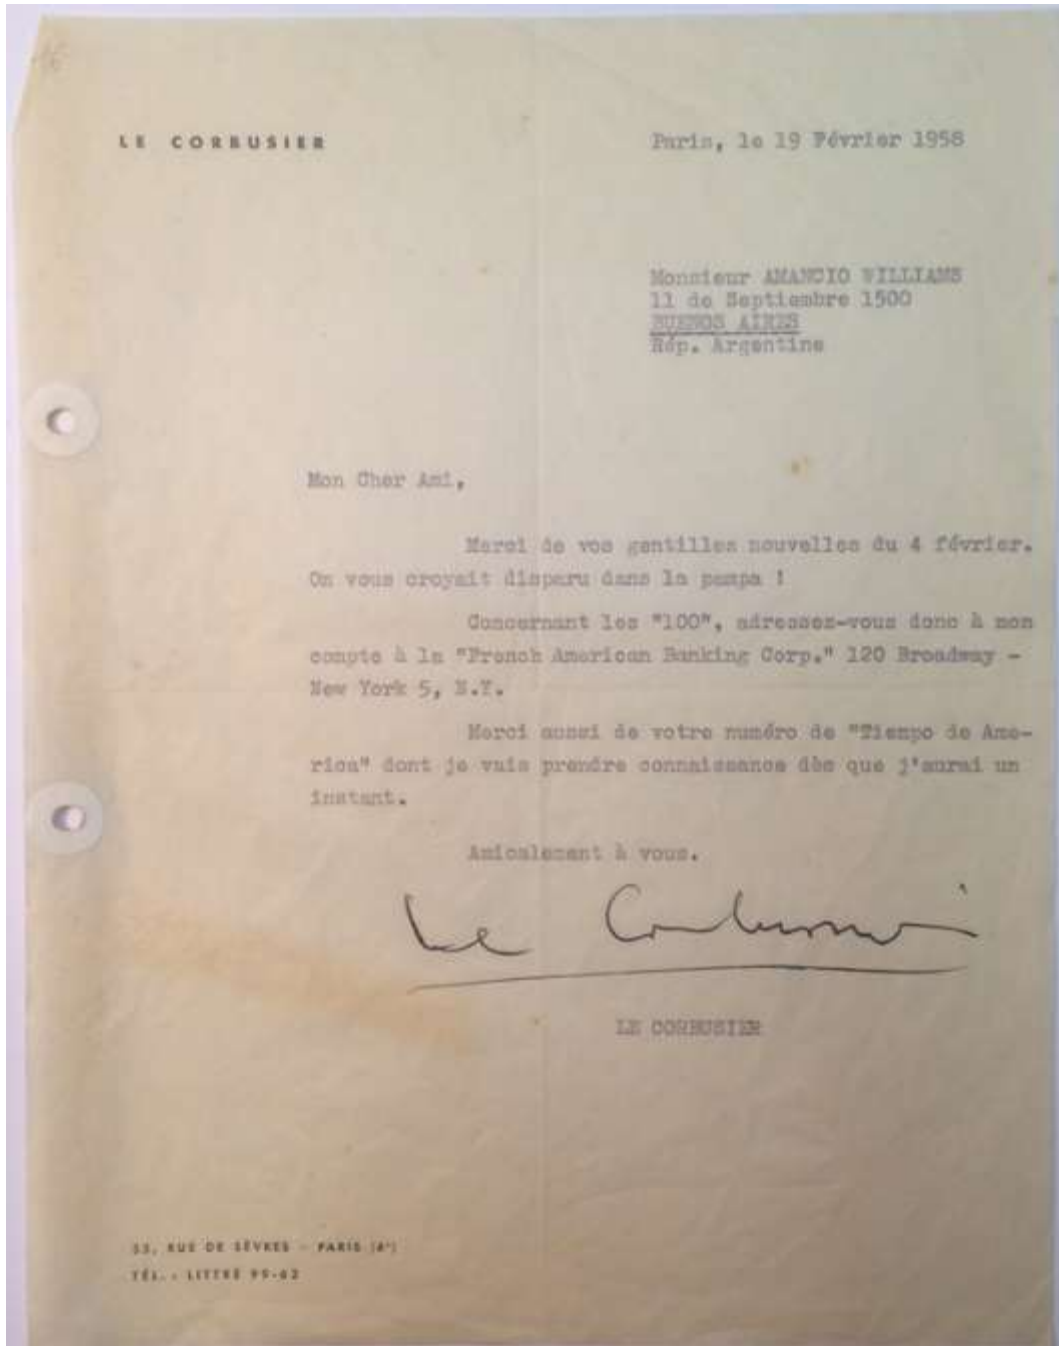 LE CORBUSIER
Paris, le 19 Février 1958
Monsieur AMANCIO WILLIAMS
11 de Septiembre 1500
BUENOS AIRES
Rép. Argentine
Mon Cher Ami,
Merci de vos gentilles nouvelles du 4 février.
On vous croyait disparu dans la pampa !
Concernant les "100", adressez-vous donc à mon
compte à la "French American Banking Corp." 120 Broadway -
New York 5, N.Y.
Merci aussi de votre numéro de "Tiempo de Ame-
rica" dont je vais prendre connaissance dès que j'aurai un
instant.
Amicalement à vous.
Le Corbusier
LE CORBUSIER
35, RUE DE SÈVRES - PARIS (6e)
TÉL. : LITTRÉ 99-62